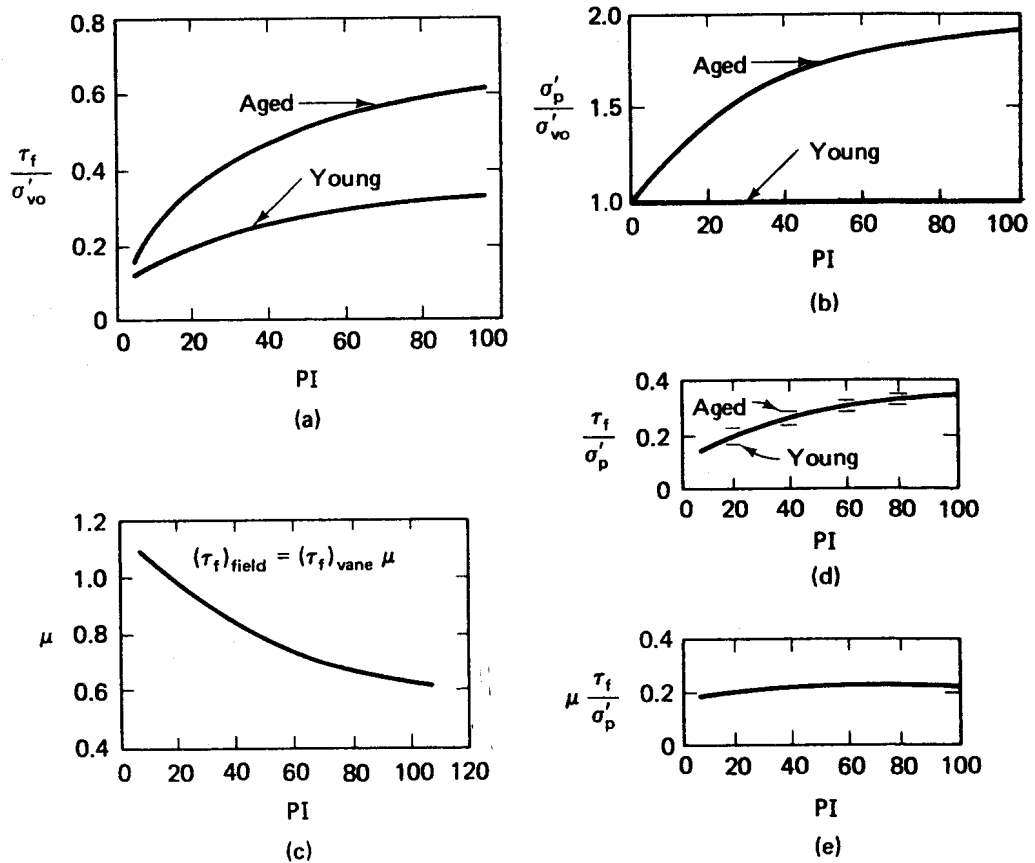 0.8
0.6
0.4
0.2
0
τf
σ′vo
Aged
Young
0 20 40 60 80 100
PI
(a)
2.0
1.5
1.0
σ′p
σ′vo
Aged
Young
0 20 40 60 80 100
PI
(b)
1.2
1.0
0.8
0.6
0.4
μ
(τf)field = (τf)vane μ
0 20 40 60 80 100 120
PI
(c)
0.4
0.2
0
τf
σ′p
Aged
Young
0 20 40 60 80 100
PI
(d)
0.4
0.2
0
μ τf
σ′p
0 20 40 60 80 100
PI
(e)